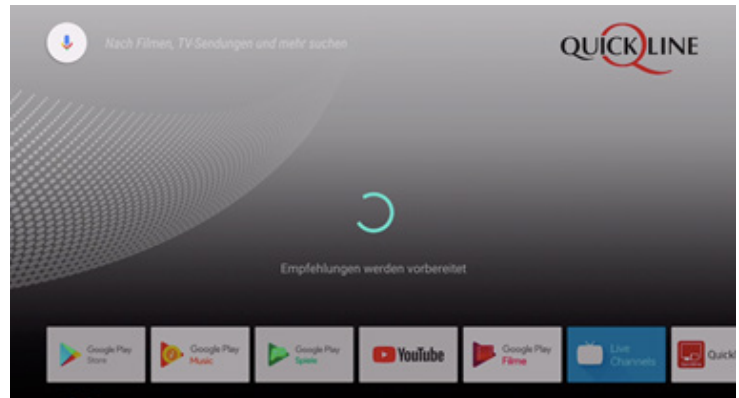 Nach Filmen, TV-Sendungen und mehr suchen
QUICKLINE
Empfehlungen werden vorbereitet
Google Play
Store
Google Play
Music
Google Play
Spiele
YouTube
Google Play
Filme
Live
Channels
Quickl